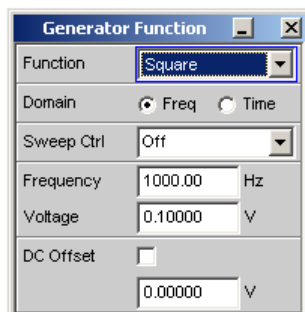 Generator Function
Function Square
Domain Freq Time
Sweep Ctrl Off
Frequency 1000.00 Hz
Voltage 0.10000 V
DC Offset
0.00000 V